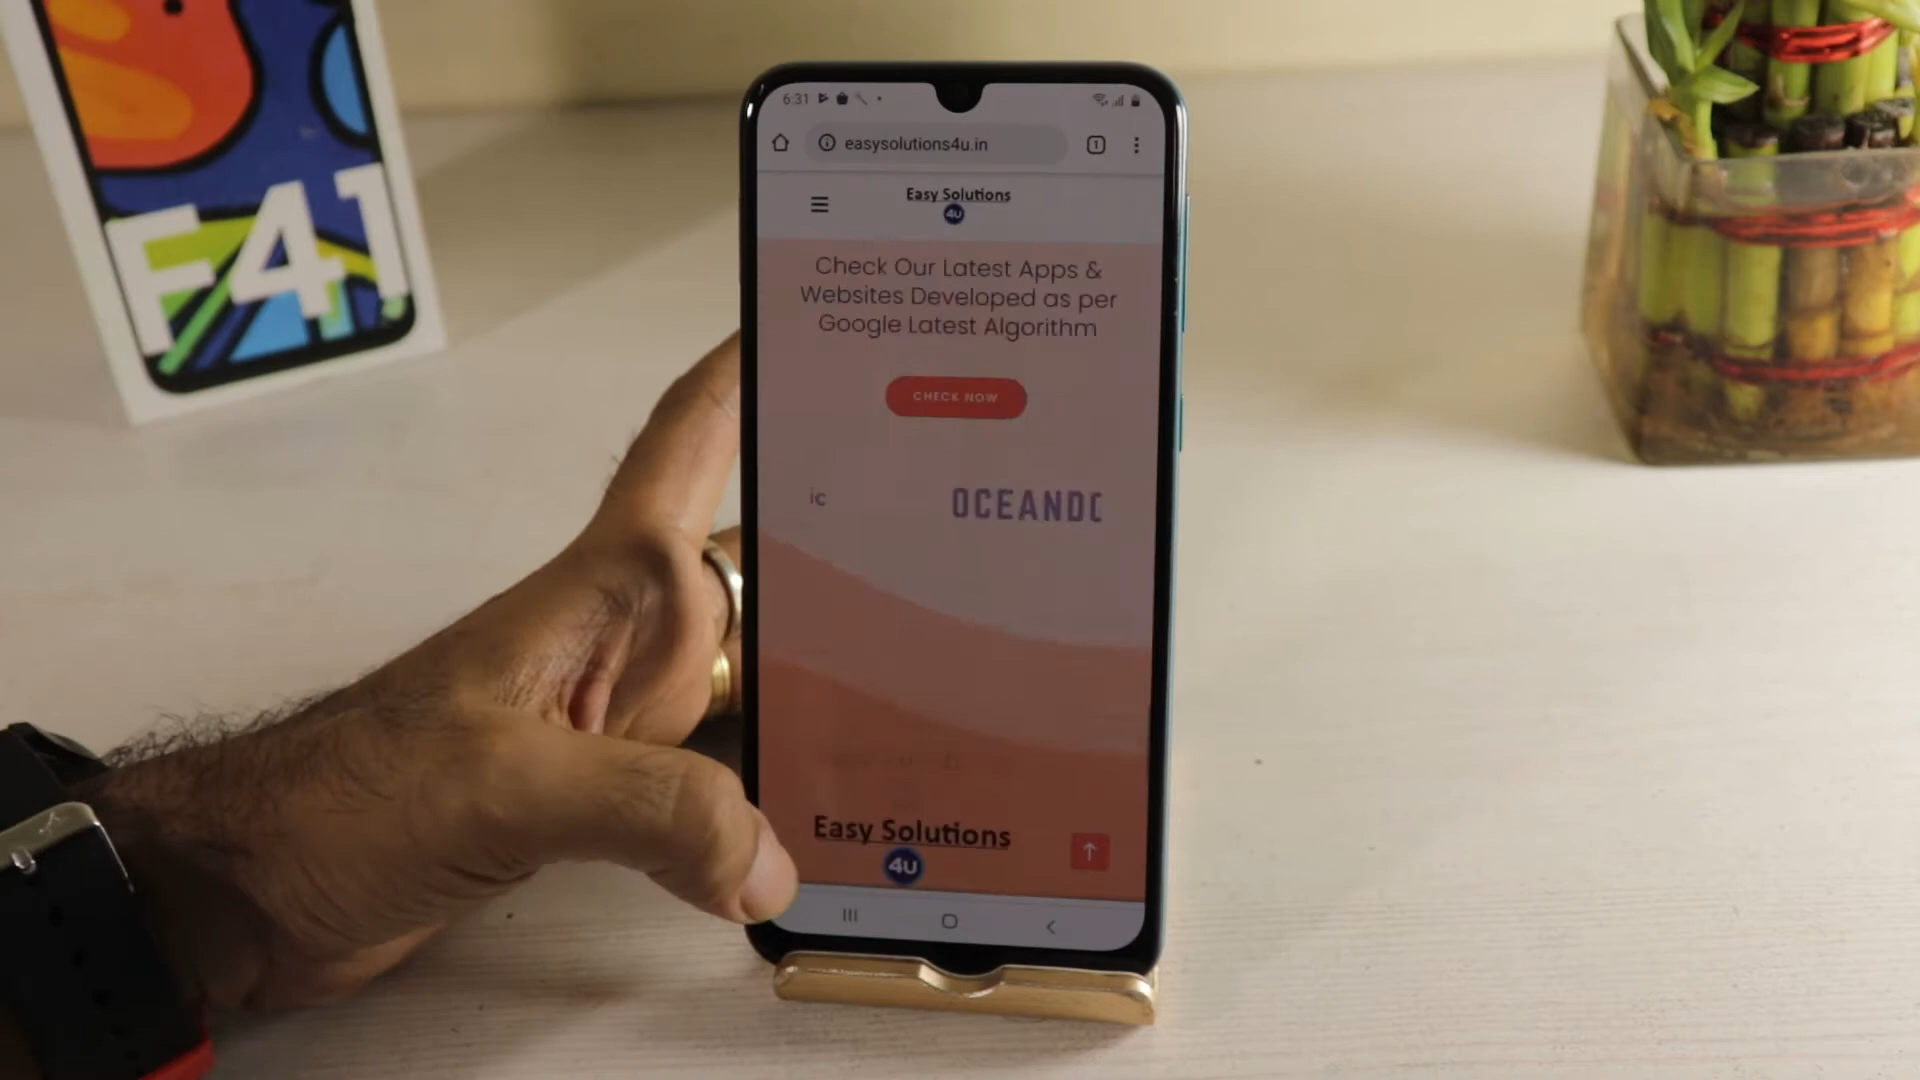 F41
6:31
easysolutions4u.in
1
Easy Solutions
4U
Check Our Latest Apps &
Websites Developed as per
Google Latest Algorithm
CHECK NOW
ic
OCEAND
Easy Solutions
4U